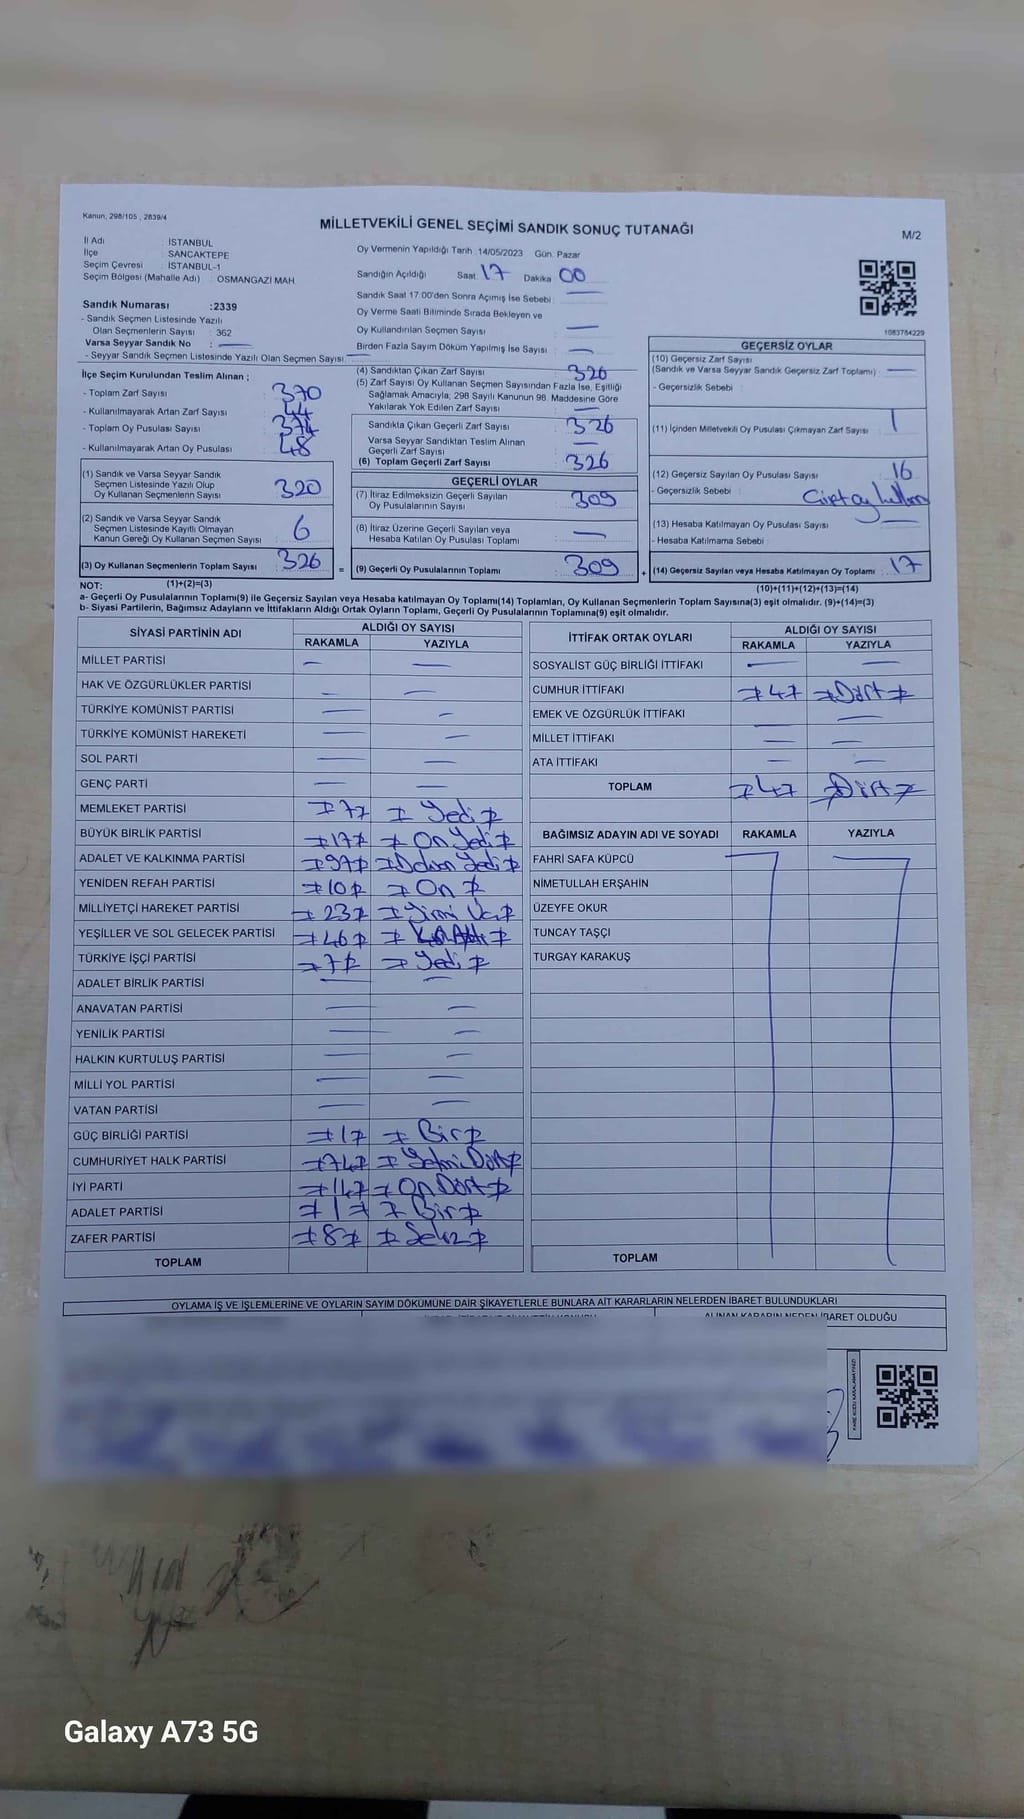 Kanun, 298/105 , 2839/4
MİLLETVEKİLİ GENEL SEÇİMİ SANDIK SONUÇ TUTANAĞI
M/2
İl Adı : İSTANBUL
İlçe : SANCAKTEPE
Seçim Çevresi : İSTANBUL-1
Seçim Bölgesi (Mahalle Adı) : OSMANGAZİ MAH
Sandık Numarası :2339
- Sandık Seçmen Listesinde Yazılı
Olan Seçmenlerin Sayısı : 362
Varsa Seyyar Sandık No : —
- Seyyar Sandık Seçmen Listesinde Yazılı Olan Seçmen Sayısı: —
Oy Vermenin Yapıldığı Tarih :14/05/2023 Gün: Pazar
Sandığın Açıldığı Saat: 17 Dakika 00
Sandık Saat 17.00'den Sonra Açılmış İse Sebebi : —
Oy Verme Saati Bitiminde Sırada Bekleyen ve
Oy Kullandırılan Seçmen Sayısı : —
Birden Fazla Sayım Döküm Yapılmış İse Sayısı : —
1083784229
İlçe Seçim Kurulundan Teslim Alınan ;
- Toplam Zarf Sayısı : 370
- Kullanılmayarak Artan Zarf Sayısı : 44
- Toplam Oy Pusulası Sayısı : 374
- Kullanılmayarak Artan Oy Pusulası : 48
(1) Sandık ve Varsa Seyyar Sandık
Seçmen Listesinde Yazılı Olup
Oy Kullanan Seçmenlerin Sayısı : 320
(2) Sandık ve Varsa Seyyar Sandık
Seçmen Listesinde Kayıtlı Olmayan
Kanun Gereği Oy Kullanan Seçmen Sayısı : 6
(3) Oy Kullanan Seçmenlerin Toplam Sayısı : 326
(4) Sandıktan Çıkan Zarf Sayısı : 326
(5) Zarf Sayısı Oy Kullanan Seçmen Sayısından Fazla İse, Eşitliği
Sağlamak Amacıyla; 298 Sayılı Kanunun 98. Maddesine Göre
Yakılarak Yok Edilen Zarf Sayısı : —
Sandıkta Çıkan Geçerli Zarf Sayısı : 326
Varsa Seyyar Sandıktan Teslim Alınan
Geçerli Zarf Sayısı : —
(6) Toplam Geçerli Zarf Sayısı : 326
GEÇERLİ OYLAR
(7) İtiraz Edilmeksizin Geçerli Sayılan
Oy Pusulalarının Sayısı : 309
(8) İtiraz Üzerine Geçerli Sayılan veya
Hesaba Katılan Oy Pusulası Toplamı : —
= (9) Geçerli Oy Pusulalarının Toplamı : 309
GEÇERSİZ OYLAR
(10) Geçersiz Zarf Sayısı
(Sandık ve Varsa Seyyar Sandık Geçersiz Zarf Toplamı) : —
- Geçersizlik Sebebi :
(11) İçinden Milletvekili Oy Pusulası Çıkmayan Zarf Sayısı : 1
(12) Geçersiz Sayılan Oy Pusulası Sayısı : 16
- Geçersizlik Sebebi :
(13) Hesaba Katılmayan Oy Pusulası Sayısı : —
- Hesaba Katılmama Sebebi :
+ (14) Geçersiz Sayılan veya Hesaba Katılmayan Oy Toplamı : 17
NOT: (1)+(2)=(3) (10)+(11)+(12)+(13)=(14)
a- Geçerli Oy Pusulalarının Toplamı(9) ile Geçersiz Sayılan veya Hesaba katılmayan Oy Toplamı(14) Toplamları, Oy Kullanan Seçmenlerin Toplam Sayısına(3) eşit olmalıdır. (9)+(14)=(3)
b- Siyasi Partilerin, Bağımsız Adayların ve İttifakların Aldığı Ortak Oyların Toplamı, Geçerli Oy Pusulalarının Toplamına(9) eşit olmalıdır.
SİYASİ PARTİNİN ADI ALDIĞI OY SAYISI
RAKAMLA YAZIYLA
MİLLET PARTİSİ — —
HAK VE ÖZGÜRLÜKLER PARTİSİ — —
TÜRKİYE KOMÜNİST PARTİSİ — —
TÜRKİYE KOMÜNİST HAREKETİ — —
SOL PARTİ — —
GENÇ PARTİ — —
MEMLEKET PARTİSİ 7 Yedi
BÜYÜK BİRLİK PARTİSİ 17 On Yedi
ADALET VE KALKINMA PARTİSİ 97 Doksan Yedi
YENİDEN REFAH PARTİSİ 10 On
MİLLİYETÇİ HAREKET PARTİSİ 23 Yirmi Üç
YEŞİLLER VE SOL GELECEK PARTİSİ 46 Kırk Altı
TÜRKİYE İŞÇİ PARTİSİ 7 Yedi
ADALET BİRLİK PARTİSİ — —
ANAVATAN PARTİSİ — —
YENİLİK PARTİSİ — —
HALKIN KURTULUŞ PARTİSİ — —
MİLLİ YOL PARTİSİ — —
VATAN PARTİSİ — —
GÜÇ BİRLİĞİ PARTİSİ 1 Bir
CUMHURİYET HALK PARTİSİ 74 Yetmiş Dört
İYİ PARTİ 14 On Dört
ADALET PARTİSİ 1 Bir
ZAFER PARTİSİ 8 Sekiz
TOPLAM
İTTİFAK ORTAK OYLARI ALDIĞI OY SAYISI
RAKAMLA YAZIYLA
SOSYALİST GÜÇ BİRLİĞİ İTTİFAKI — —
CUMHUR İTTİFAKI 4 Dört
EMEK VE ÖZGÜRLÜK İTTİFAKI —
MİLLET İTTİFAKI — —
ATA İTTİFAKI — —
TOPLAM 4 Dört
BAĞIMSIZ ADAYIN ADI VE SOYADI RAKAMLA YAZIYLA
FAHRİ SAFA KÜPCÜ
NİMETULLAH ERŞAHİN
ÜZEYFE OKUR
TUNCAY TAŞÇI
TURGAY KARAKUŞ
TOPLAM
OYLAMA İŞ VE İŞLEMLERİNE VE OYLARIN SAYIM DÖKÜMÜNE DAİR ŞİKAYETLERLE BUNLARA AİT KARARLARIN NELERDEN İBARET BULUNDUKLARI
ALINAN KARARIN NEDEN İBARET OLDUĞU
Galaxy A73 5G